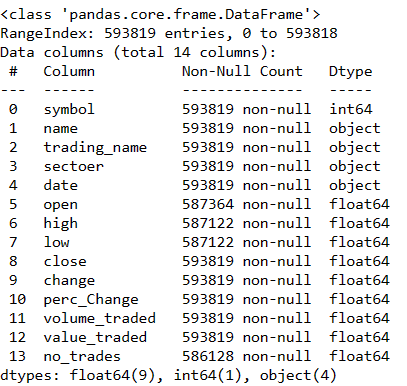 <class 'pandas.core.frame.DataFrame'>
RangeIndex: 593819 entries, 0 to 593818
Data columns (total 14 columns):
 #   Column         Non-Null Count   Dtype
---  ------         --------------   -----
 0   symbol         593819 non-null  int64
 1   name           593819 non-null  object
 2   trading_name   593819 non-null  object
 3   sectoer        593819 non-null  object
 4   date           593819 non-null  object
 5   open           587364 non-null  float64
 6   high           587122 non-null  float64
 7   low            587122 non-null  float64
 8   close          593819 non-null  float64
 9   change         593819 non-null  float64
 10  perc_Change    593819 non-null  float64
 11  volume_traded  593819 non-null  float64
 12  value_traded   593819 non-null  float64
 13  no_trades      586128 non-null  float64
dtypes: float64(9), int64(1), object(4)